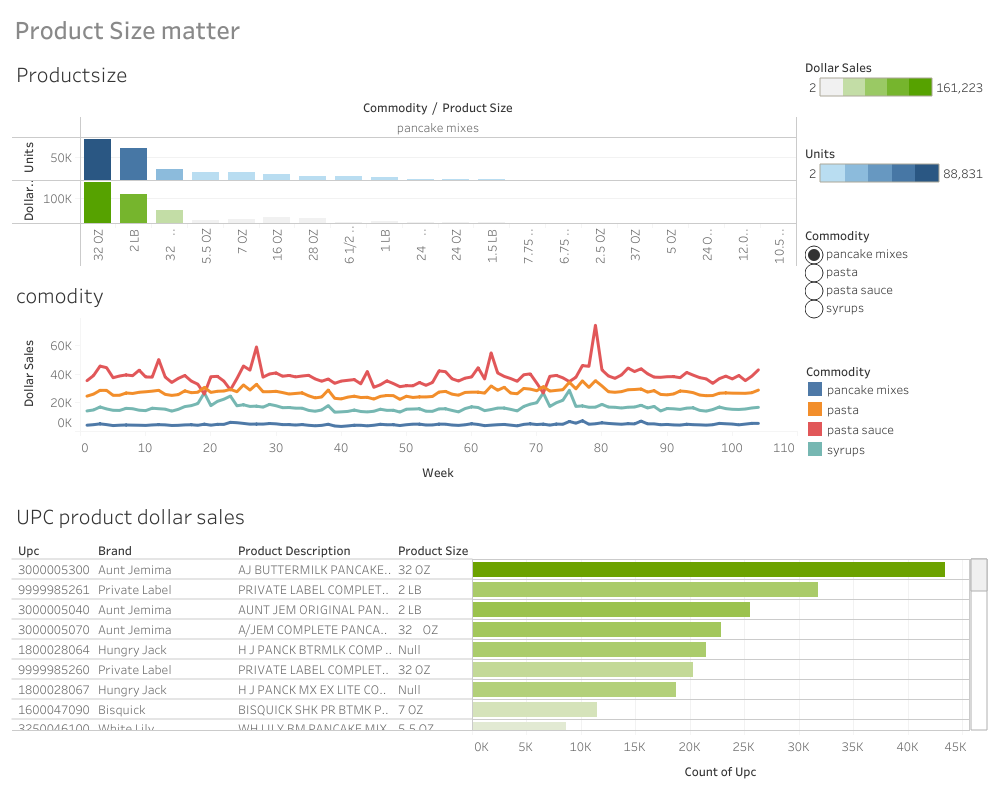 Product Size matter
Productsize
Commodity / Product Size
pancake mixes
Units
50K
Dollar..
100K
32 OZ
2 LB
32 ..
5.5 OZ
7 OZ
16 OZ
28 OZ
6 1/2 ..
1 LB
24 ..
24 OZ
1.5 LB
7.75 ..
6.75 ..
2.5 OZ
37 OZ
5 OZ
24 O..
12.0..
10.5 ..
Dollar Sales
2 161,223
Units
2 88,831
Commodity
pancake mixes
pasta
pasta sauce
syrups
comodity
Dollar Sales
60K
40K
20K
0K
0 10 20 30 40 50 60 70 80 90 100 110
Week
Commodity
pancake mixes
pasta
pasta sauce
syrups
UPC product dollar sales
Upc Brand Product Description Product Size
3000005300 Aunt Jemima AJ BUTTERMILK PANCAKE.. 32 OZ
9999985261 Private Label PRIVATE LABEL COMPLET.. 2 LB
3000005040 Aunt Jemima AUNT JEM ORIGINAL PAN.. 2 LB
3000005070 Aunt Jemima A/JEM COMPLETE PANCA.. 32 OZ
1800028064 Hungry Jack H J PANCK BTRMLK COMP .. Null
9999985260 Private Label PRIVATE LABEL COMPLET.. 32 OZ
1800028067 Hungry Jack H J PANCK MX EX LITE CO.. Null
1600047090 Bisquick BISQUICK SHK PR BTMK P.. 7 OZ
3250046100 White Lily WH LILY BM PANCAKE MIX 5.5 OZ
0K 5K 10K 15K 20K 25K 30K 35K 40K 45K
Count of Upc